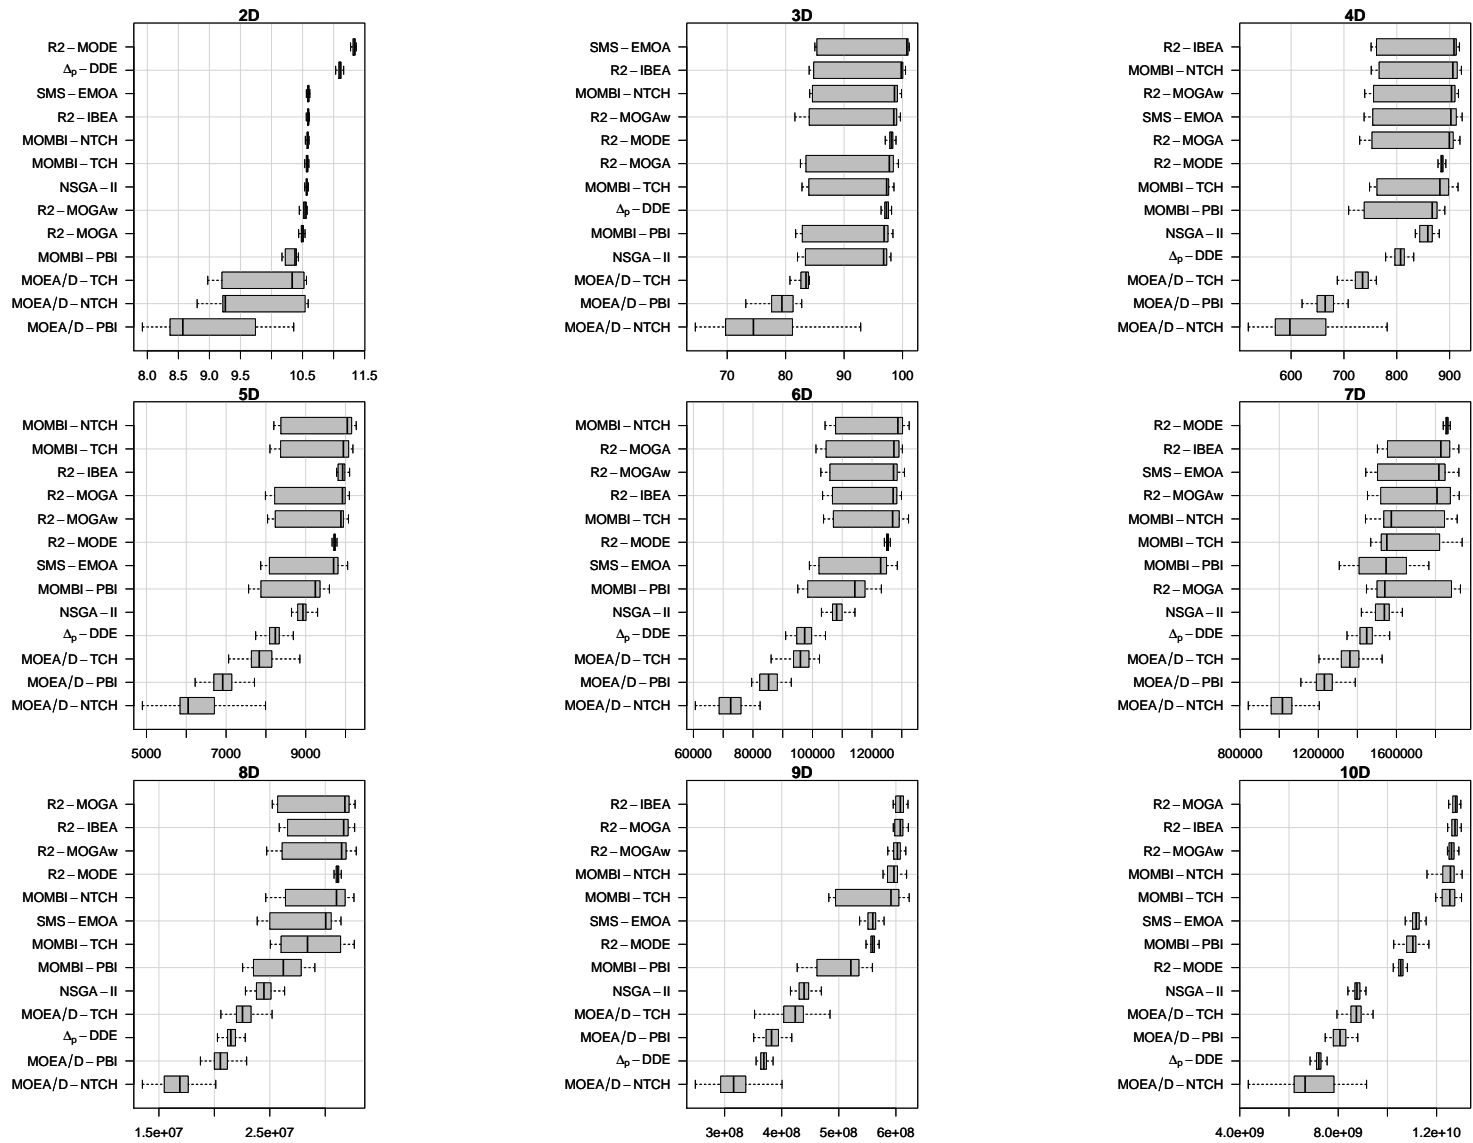 2D
R2−MODE
Δp−DDE
SMS−EMOA
R2−IBEA
MOMBI−NTCH
MOMBI−TCH
NSGA−II
R2−MOGAw
R2−MOGA
MOMBI−PBI
MOEA/D−TCH
MOEA/D−NTCH
MOEA/D−PBI
8.0 8.5 9.0 9.5 10.5 11.5
3D
SMS−EMOA
R2−IBEA
MOMBI−NTCH
R2−MOGAw
R2−MODE
R2−MOGA
MOMBI−TCH
Δp−DDE
MOMBI−PBI
NSGA−II
MOEA/D−TCH
MOEA/D−PBI
MOEA/D−NTCH
70 80 90 100
4D
R2−IBEA
MOMBI−NTCH
R2−MOGAw
SMS−EMOA
R2−MOGA
R2−MODE
MOMBI−TCH
MOMBI−PBI
NSGA−II
Δp−DDE
MOEA/D−TCH
MOEA/D−PBI
MOEA/D−NTCH
600 700 800 900
5D
MOMBI−NTCH
MOMBI−TCH
R2−IBEA
R2−MOGA
R2−MOGAw
R2−MODE
SMS−EMOA
MOMBI−PBI
NSGA−II
Δp−DDE
MOEA/D−TCH
MOEA/D−PBI
MOEA/D−NTCH
5000 7000 9000
6D
MOMBI−NTCH
R2−MOGA
R2−MOGAw
R2−IBEA
MOMBI−TCH
R2−MODE
SMS−EMOA
MOMBI−PBI
NSGA−II
Δp−DDE
MOEA/D−TCH
MOEA/D−PBI
MOEA/D−NTCH
60000 80000 100000 120000
7D
R2−MODE
R2−IBEA
SMS−EMOA
R2−MOGAw
MOMBI−NTCH
MOMBI−TCH
MOMBI−PBI
R2−MOGA
NSGA−II
Δp−DDE
MOEA/D−TCH
MOEA/D−PBI
MOEA/D−NTCH
800000 1200000 1600000
8D
R2−MOGA
R2−IBEA
R2−MOGAw
R2−MODE
MOMBI−NTCH
SMS−EMOA
MOMBI−TCH
MOMBI−PBI
NSGA−II
MOEA/D−TCH
Δp−DDE
MOEA/D−PBI
MOEA/D−NTCH
1.5e+07 2.5e+07
9D
R2−IBEA
R2−MOGA
R2−MOGAw
MOMBI−NTCH
MOMBI−TCH
SMS−EMOA
R2−MODE
MOMBI−PBI
NSGA−II
MOEA/D−TCH
MOEA/D−PBI
Δp−DDE
MOEA/D−NTCH
3e+08 4e+08 5e+08 6e+08
10D
R2−MOGA
R2−IBEA
R2−MOGAw
MOMBI−NTCH
MOMBI−TCH
SMS−EMOA
MOMBI−PBI
R2−MODE
NSGA−II
MOEA/D−TCH
MOEA/D−PBI
Δp−DDE
MOEA/D−NTCH
4.0e+09 8.0e+09 1.2e+10